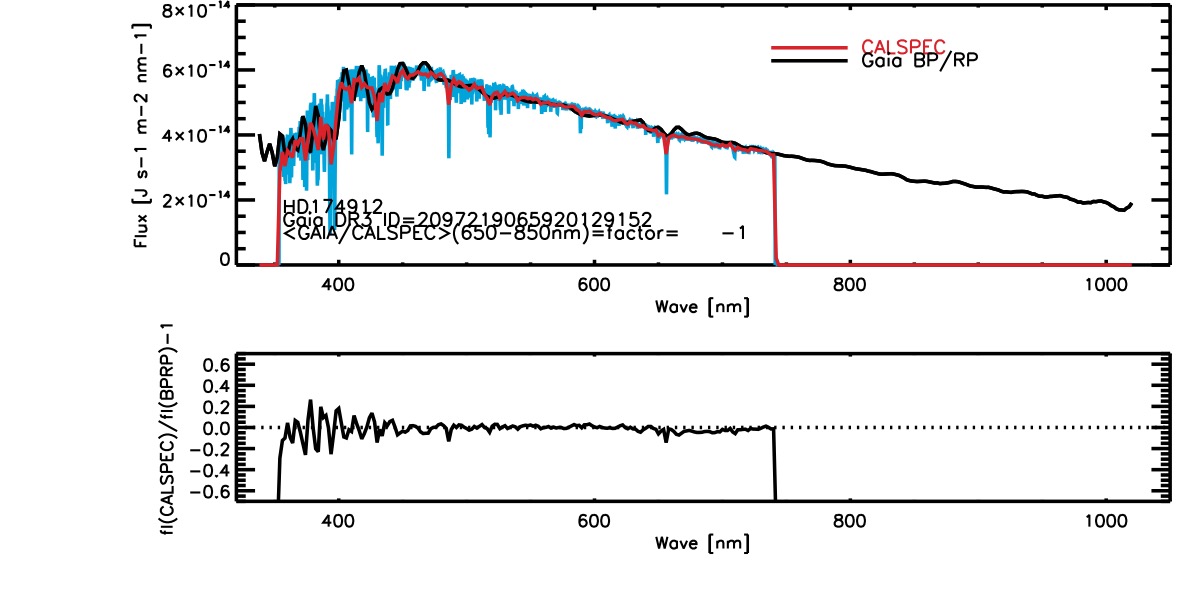 8×10⁻¹⁴
6×10⁻¹⁴
4×10⁻¹⁴
2×10⁻¹⁴
0
Flux [J s−1 m−2 nm−1]
CALSPEC
Gaia BP/RP
HD174912
Gaia DR3 ID=2097219065920129152
<GAIA/CALSPEC>(650−850nm)=factor= −1
400 600 800 1000
Wave [nm]
fl(CALSPEC)/fl(BPRP)−1
0.6
0.4
0.2
0.0
−0.2
−0.4
−0.6
400 600 800 1000
Wave [nm]